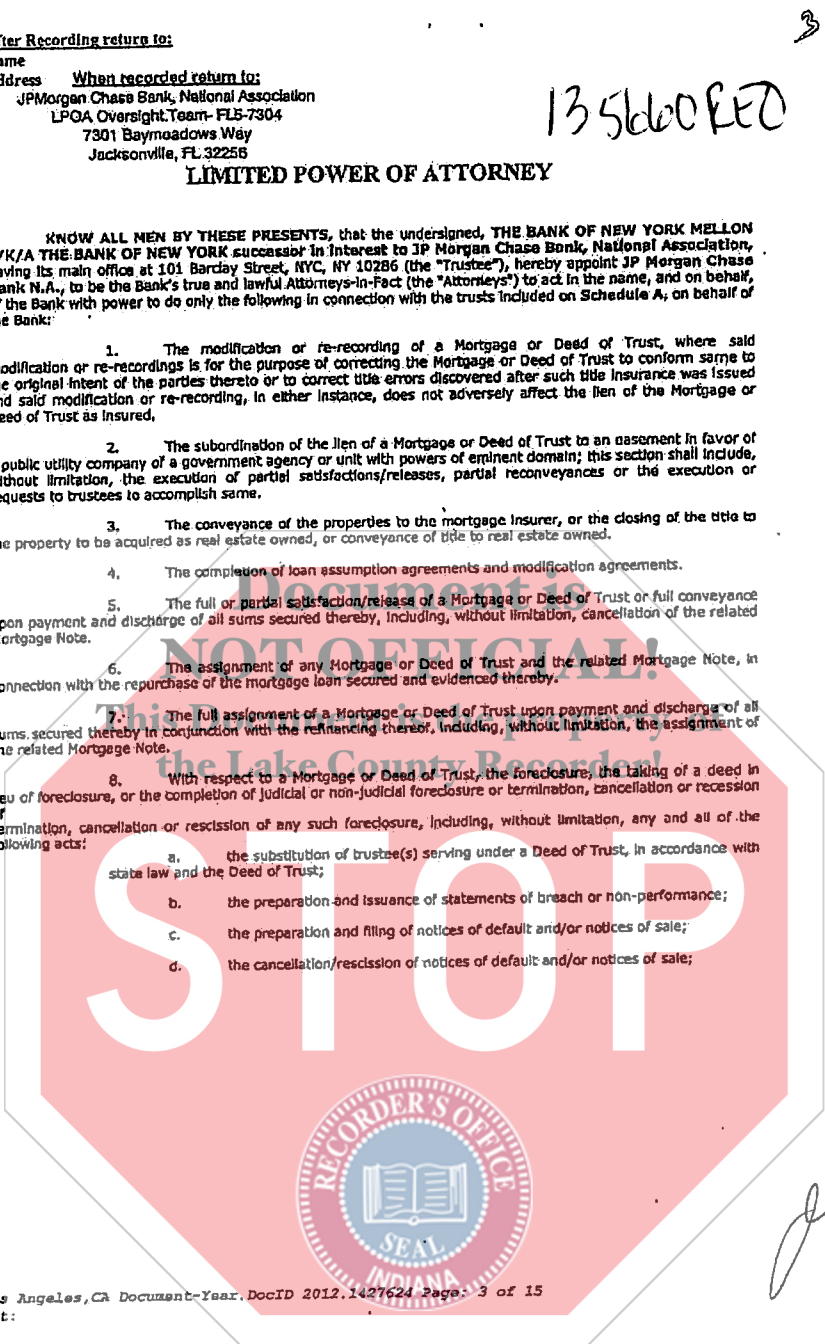 3
ter Recording return to:
ame
ddress When recorded return to:
JPMorgan Chase Bank, National Association
LPOA Oversight Team- FL5-7304
7301 Baymeadows Way
Jacksonville, FL 32256
135660 REO
LIMITED POWER OF ATTORNEY
KNOW ALL MEN BY THESE PRESENTS, that the undersigned, THE BANK OF NEW YORK MELLON
/K/A THE BANK OF NEW YORK successor in interest to JP Morgan Chase Bank, National Association,
aving its main office at 101 Barclay Street, NYC, NY 10286 (the "Trustee"), hereby appoint JP Morgan Chase
ank N.A., to be the Bank's true and lawful Attorneys-in-Fact (the "Attorneys") to act in the name, and on behalf,
f the Bank with power to do only the following in connection with the trusts included on Schedule A, on behalf of
e Bank:
1. The modification or re-recording of a Mortgage or Deed of Trust, where said
odification or re-recordings is for the purpose of correcting the Mortgage or Deed of Trust to conform same to
e original intent of the parties thereto or to correct title errors discovered after such title insurance was issued
nd said modification or re-recording, in either instance, does not adversely affect the lien of the Mortgage or
eed of Trust as insured.
2. The subordination of the lien of a Mortgage or Deed of Trust to an easement in favor of
public utility company of a government agency or unit with powers of eminent domain; this section shall include,
ithout limitation, the execution of partial satisfactions/releases, partial reconveyances or the execution or
equests to trustees to accomplish same.
3. The conveyance of the properties to the mortgage insurer, or the closing of the title to
e property to be acquired as real estate owned, or conveyance of title to real estate owned.
4. The completion of loan assumption agreements and modification agreements.
Document is
5. The full or partial satisfaction/release of a Mortgage or Deed of Trust or full conveyance
pon payment and discharge of all sums secured thereby, including, without limitation, cancellation of the related
ortgage Note.
NOT OFFICIAL!
6. The assignment of any Mortgage or Deed of Trust and the related Mortgage Note, in
onnection with the repurchase of the mortgage loan secured and evidenced thereby.
This Document is the property of
7. The full assignment of a Mortgage or Deed of Trust upon payment and discharge of all
ums secured thereby in conjunction with the refinancing thereof, including, without limitation, the assignment of
he related Mortgage Note.
the Lake County Recorder!
8. With respect to a Mortgage or Deed of Trust, the foreclosure, the taking of a deed in
eu of foreclosure, or the completion of judicial or non-judicial foreclosure or termination, cancellation or recession
f
ermination, cancellation or rescission of any such foreclosure, including, without limitation, any and all of the
ollowing acts:
a. the substitution of trustee(s) serving under a Deed of Trust, in accordance with
state law and the Deed of Trust;
b. the preparation and issuance of statements of breach or non-performance;
c. the preparation and filing of notices of default and/or notices of sale;
d. the cancellation/rescission of notices of default and/or notices of sale;
STOP
RECORDER'S OFFICE
SEAL
INDIANA
s Angeles,CA Document-Year.DocID 2012.1427624 Page: 3 of 15
t: